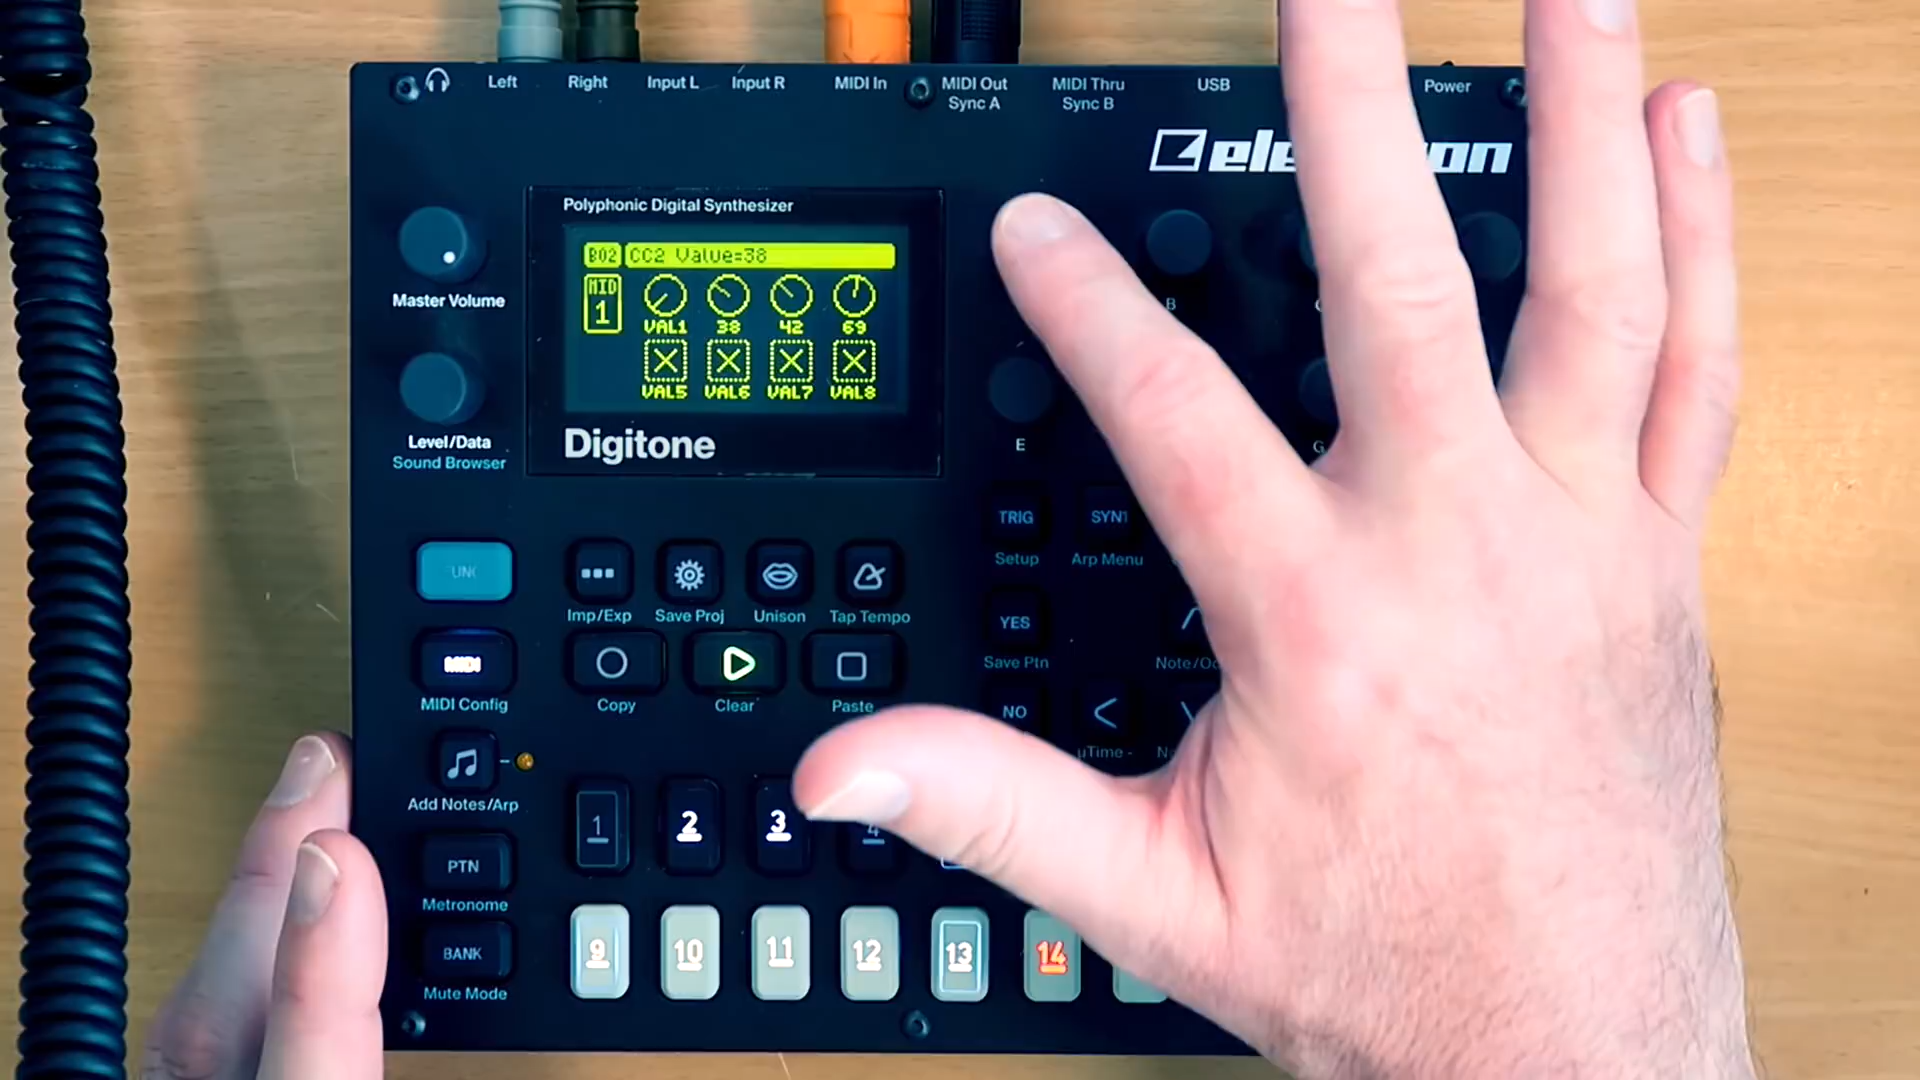 Left
Right
Input L
Input R
MIDI In
MIDI Out
Sync A
MIDI Thru
Sync B
USB
Power
Polyphonic Digital Synthesizer
B02 CC2 Value=38
MID
1
VAL1 38 42 69
VAL5 VAL6 VAL7 VAL8
Digitone
Master Volume
Level/Data
Sound Browser
B
E
G
TRIG
SYN1
Setup
Arp Menu
FUNC
Imp/Exp
Save Proj
Unison
Tap Tempo
YES
Save Ptn
MIDI
MIDI Config
Copy
Clear
Paste
NO
µTime -
Add Notes/Arp
1 2 3 4
PTN
Metronome
BANK
Mute Mode
9 10 11 12 13 14